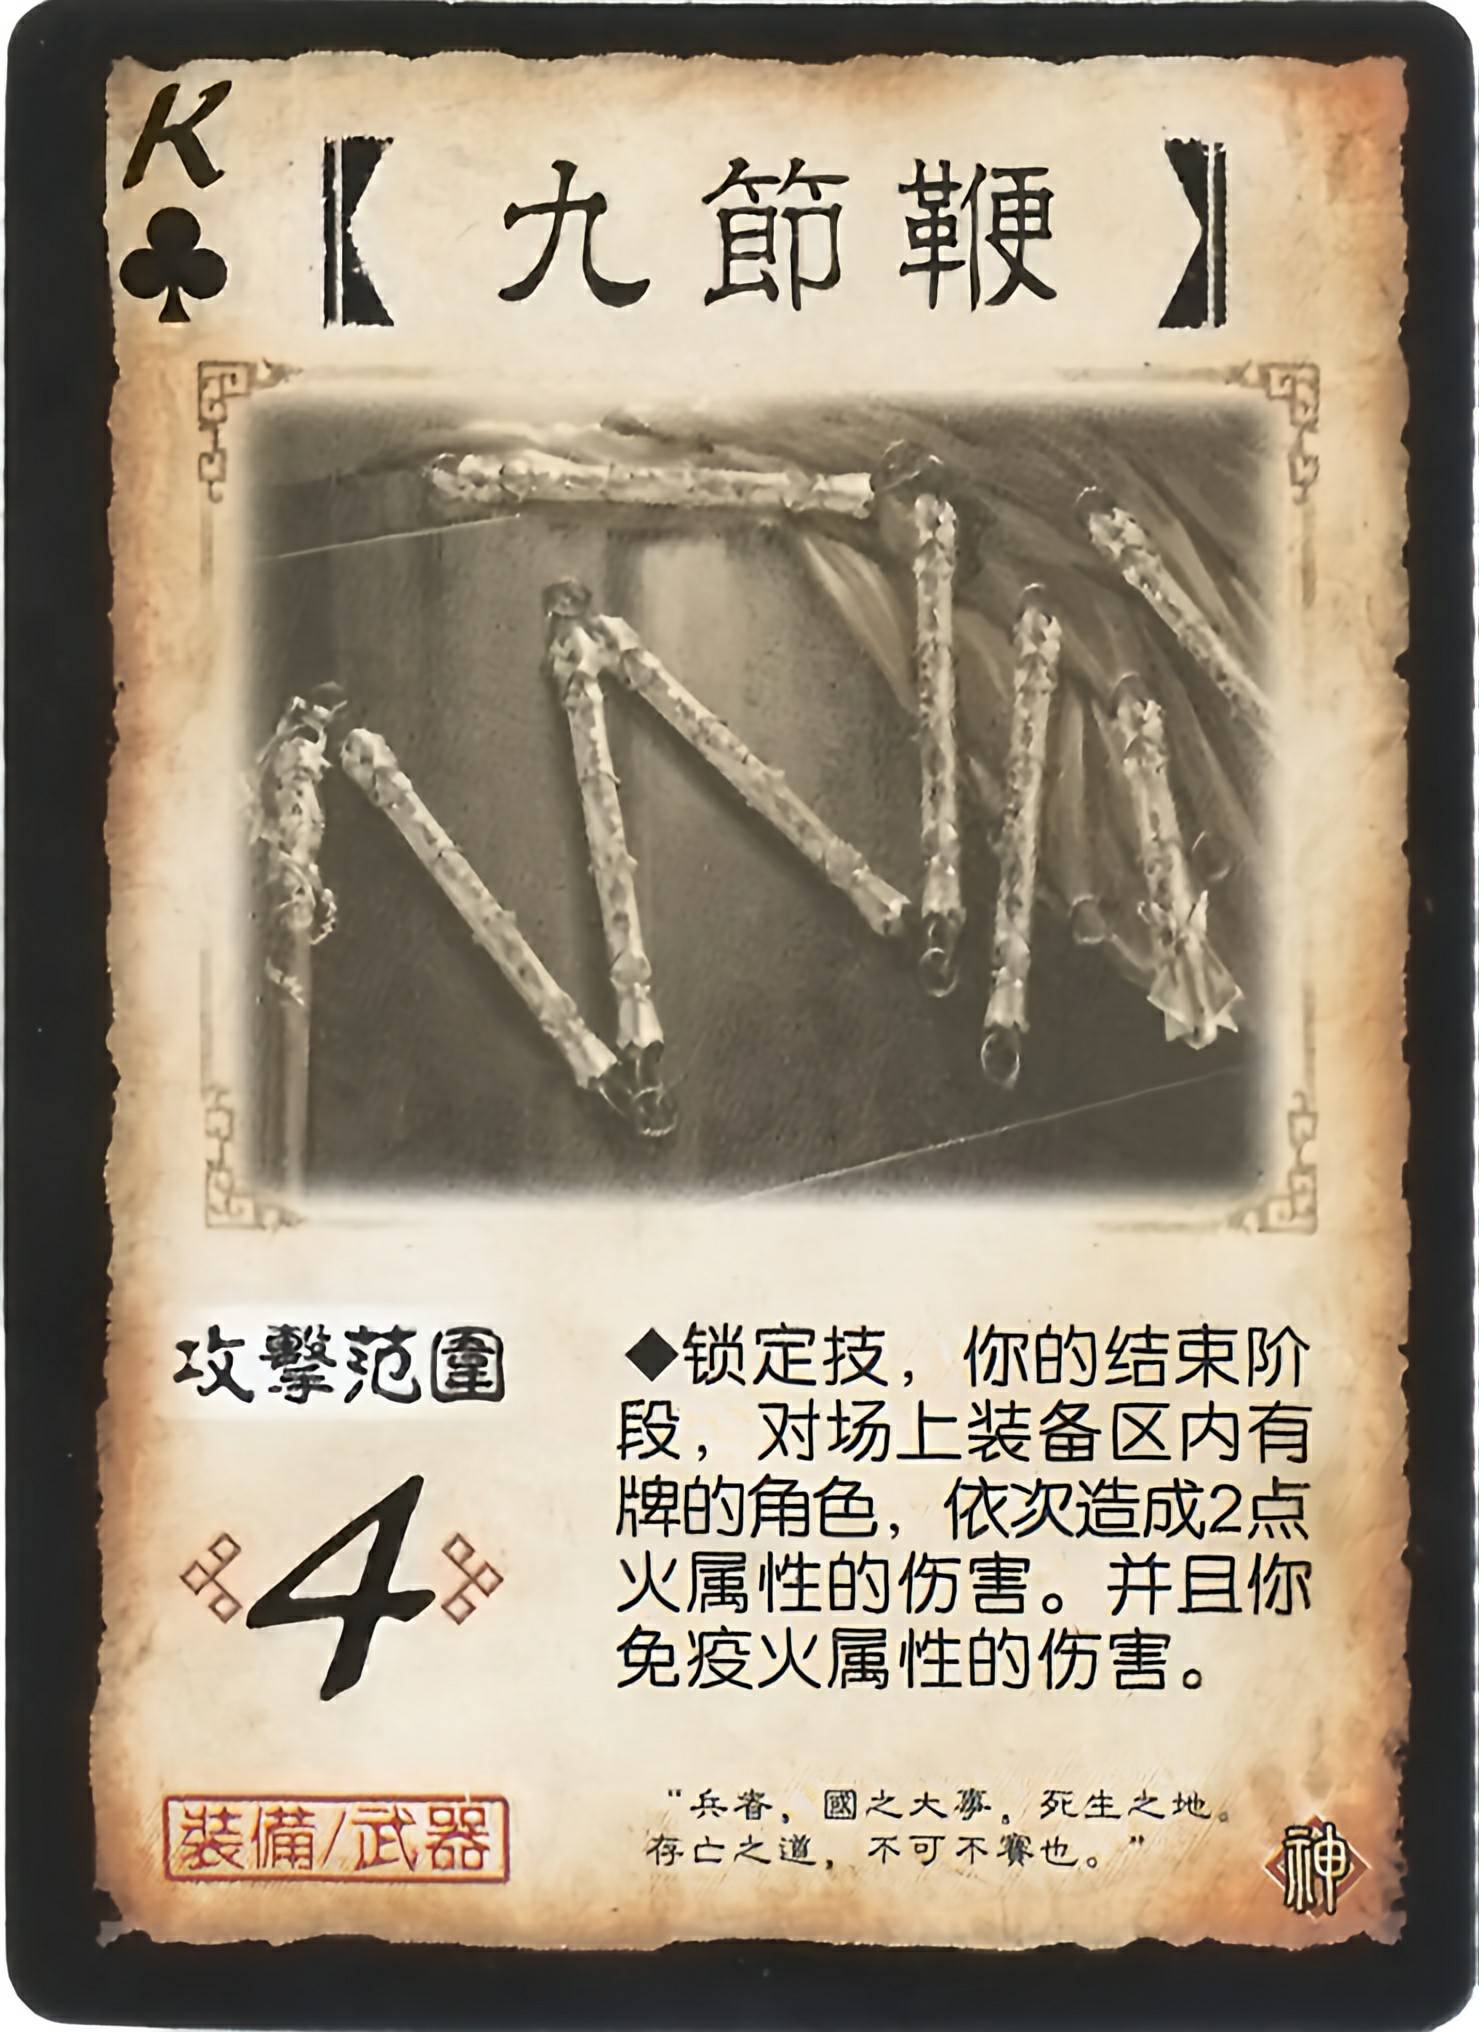 K
【九節鞭】
攻擊范圍
4
◆锁定技，你的结束阶
段，对场上装备区内有
牌的角色，依次造成2点
火属性的伤害。并且你
免疫火属性的伤害。
裝備/武器
“兵者，國之大事。死生之地。
存亡之道，不可不察也。”
神